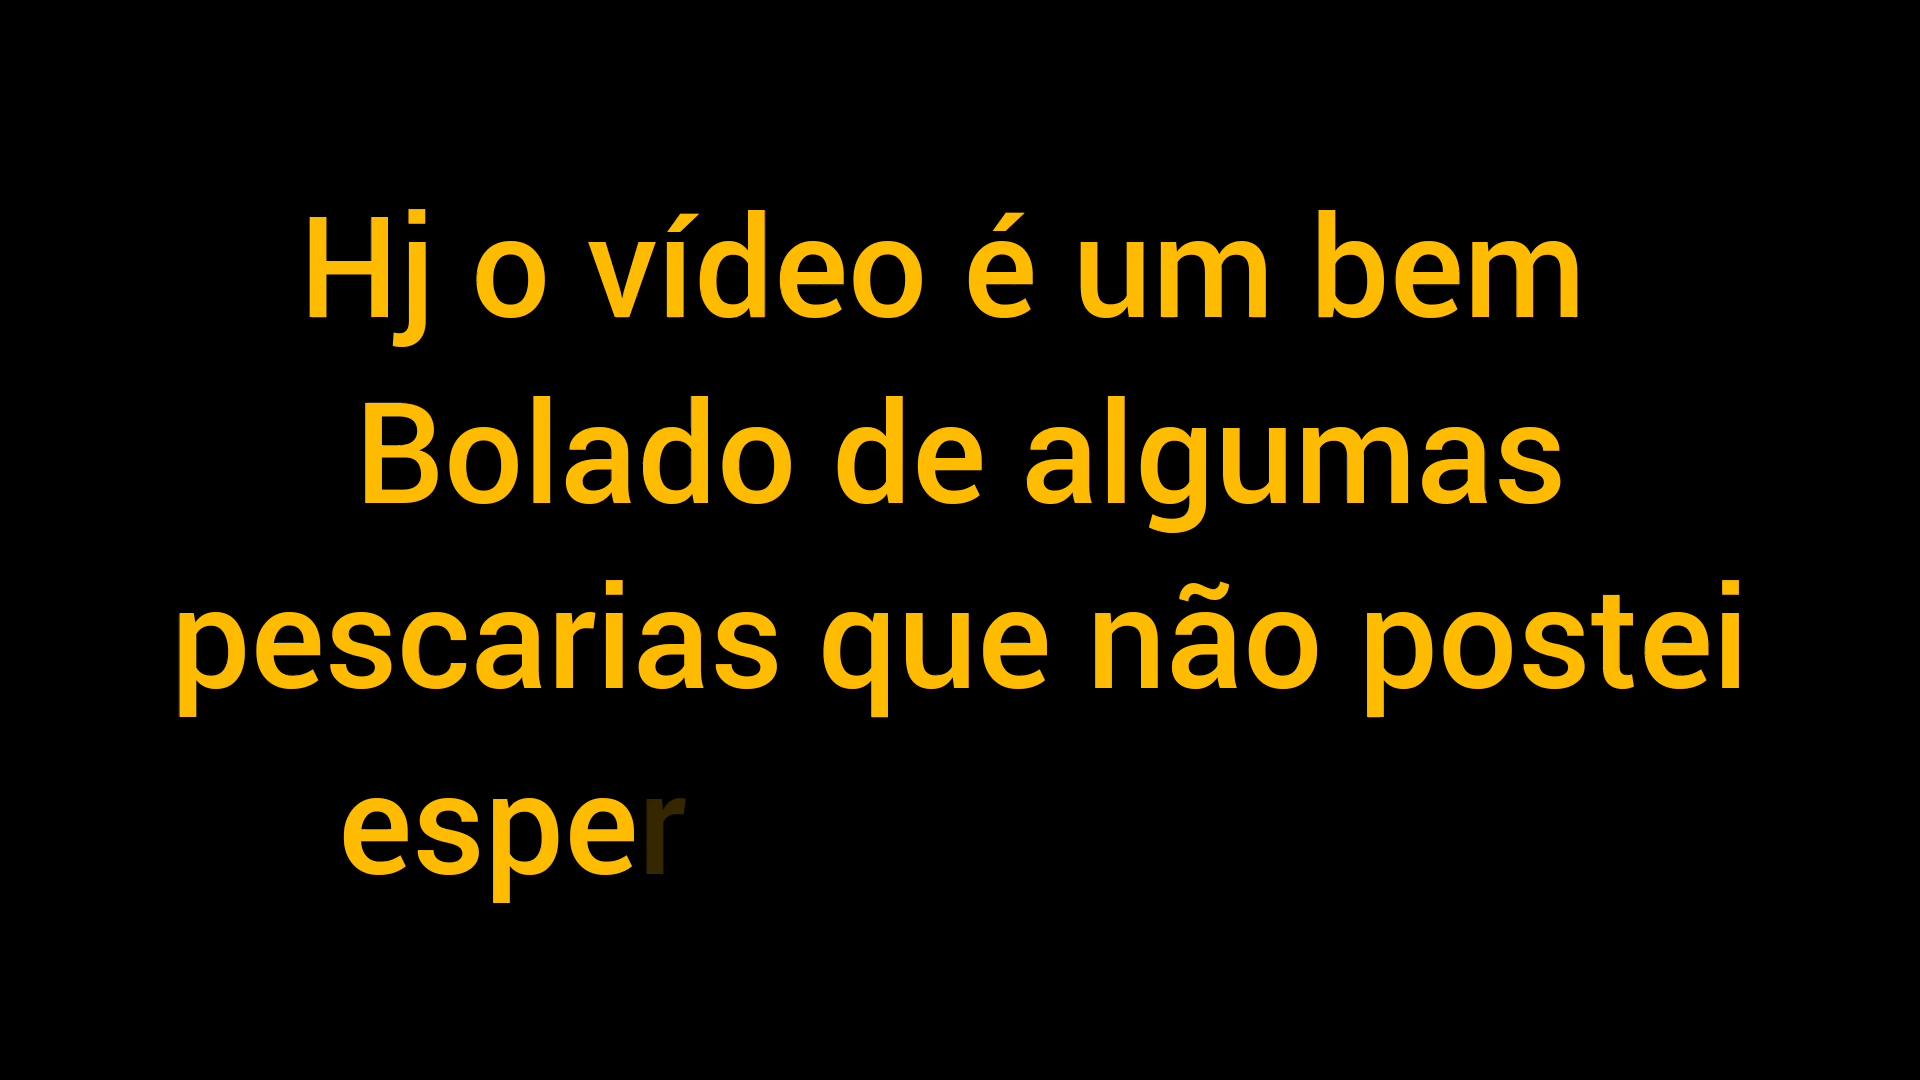 Hj o vídeo é um bem
Bolado de algumas
pescarias que não postei
esper